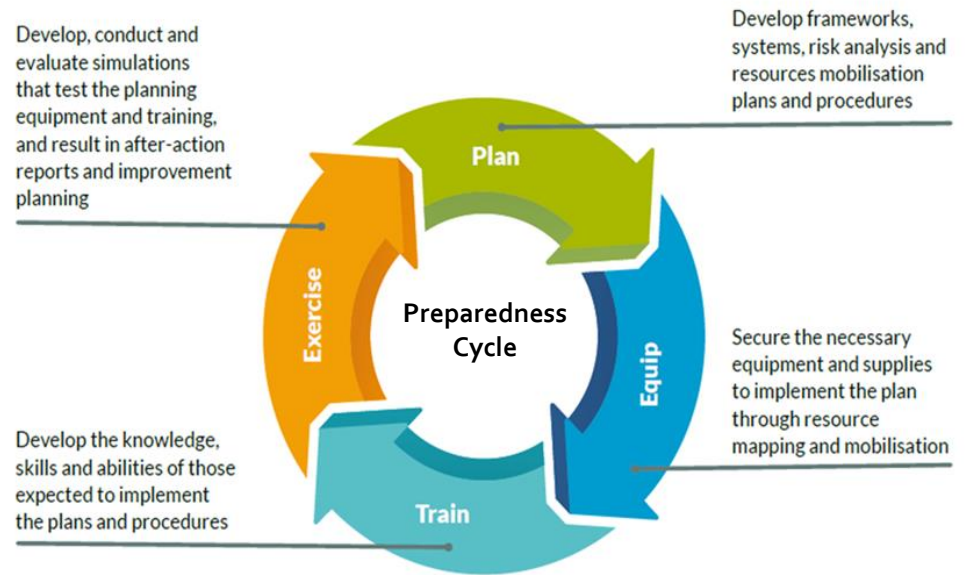 Develop, conduct and
evaluate simulations
that test the planning
equipment and training,
and result in after-action
reports and improvement
planning
Develop frameworks,
systems, risk analysis and
resources mobilisation
plans and procedures
Plan
Exercise
Preparedness
Cycle
Equip
Secure the necessary
equipment and supplies
to implement the plan
through resource
mapping and mobilisation
Develop the knowledge,
skills and abilities of those
expected to implement
the plans and procedures
Train